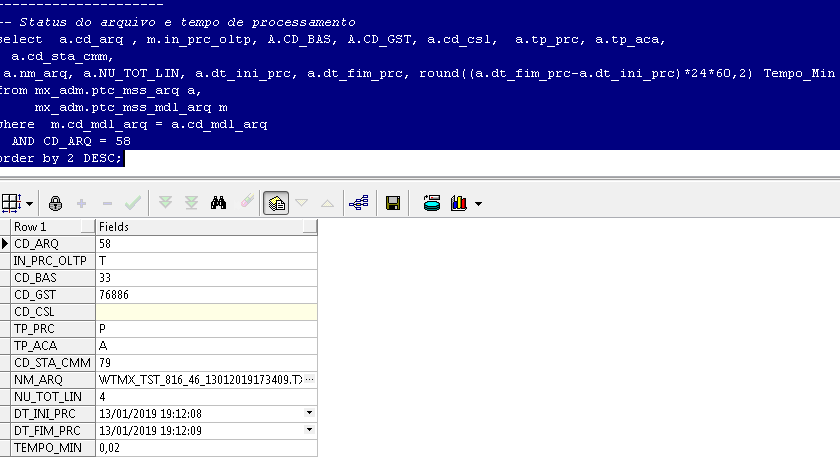 ---------------------
-- Status do arquivo e tempo de processamento
select  a.cd_arq , m.in_prc_oltp, A.CD_BAS, A.CD_GST, a.cd_csl,  a.tp_prc, a.tp_aca,
a.cd_sta_cmm,
a.nm_arq, a.NU_TOT_LIN, a.dt_ini_prc, a.dt_fim_prc, round((a.dt_fim_prc-a.dt_ini_prc)*24*60,2) Tempo_Min
from mx_adm.ptc_mss_arq a,
mx_adm.ptc_mss_mdl_arq m
where  m.cd_mdl_arq = a.cd_mdl_arq
AND CD_ARQ = 58
order by 2 DESC;
Row 1 Fields
CD_ARQ 58
IN_PRC_OLTP T
CD_BAS 33
CD_GST 76886
CD_CSL
TP_PRC P
TP_ACA A
CD_STA_CMM 79
NM_ARQ WTMX_TST_816_46_13012019173409.TX ...
NU_TOT_LIN 4
DT_INI_PRC 13/01/2019 19:12:08
DT_FIM_PRC 13/01/2019 19:12:09
TEMPO_MIN 0,02